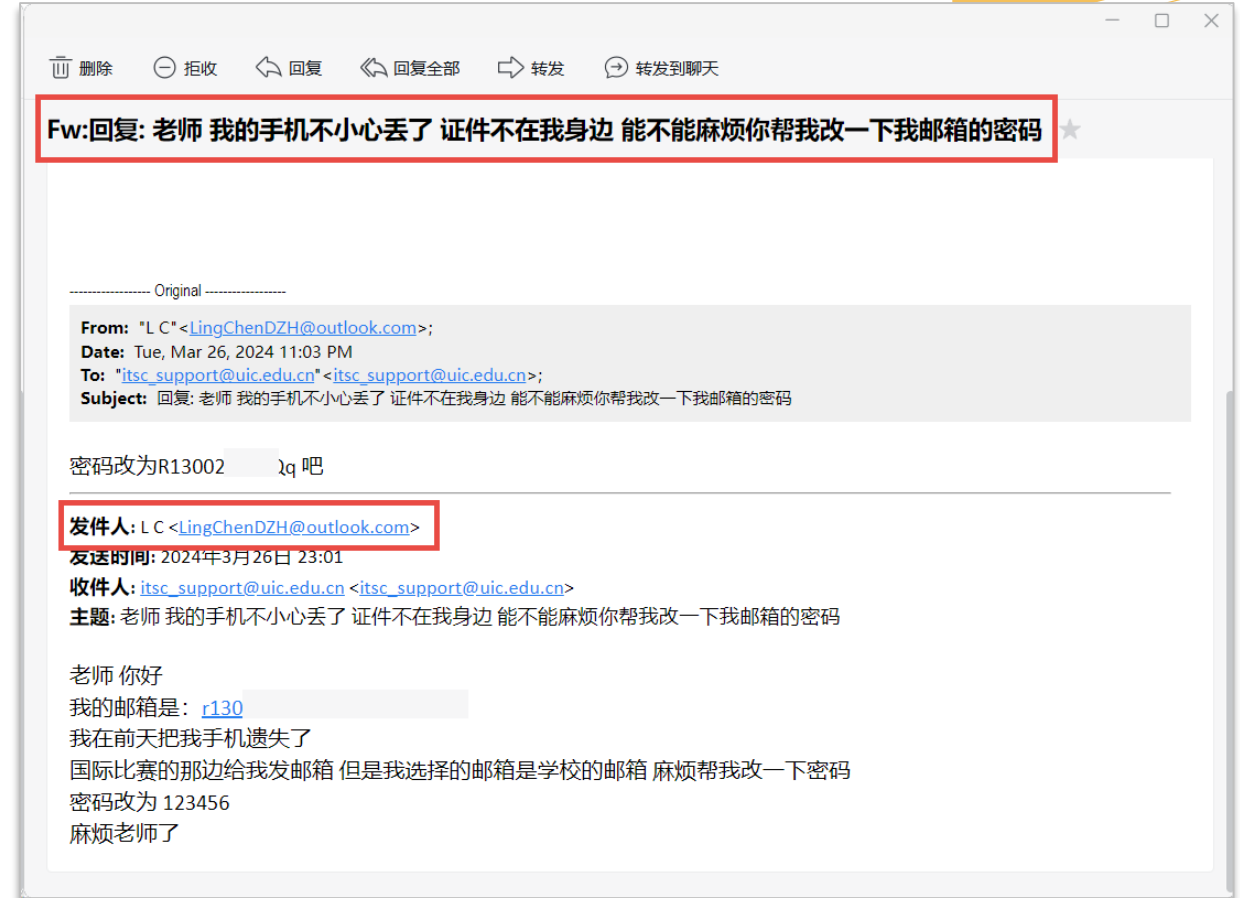 删除 拒收 回复 回复全部 转发 转发到聊天
Fw:回复: 老师 我的手机不小心丢了 证件不在我身边 能不能麻烦你帮我改一下我邮箱的密码
------------------ Original ------------------
From: "L C"<LingChenDZH@outlook.com>;
Date: Tue, Mar 26, 2024 11:03 PM
To: "itsc_support@uic.edu.cn"<itsc_support@uic.edu.cn>;
Subject: 回复: 老师 我的手机不小心丢了 证件不在我身边 能不能麻烦你帮我改一下我邮箱的密码
密码改为R13002 q 吧
发件人: L C <LingChenDZH@outlook.com>
发送时间: 2024年3月26日 23:01
收件人: itsc_support@uic.edu.cn <itsc_support@uic.edu.cn>
主题: 老师 我的手机不小心丢了 证件不在我身边 能不能麻烦你帮我改一下我邮箱的密码
老师 你好
我的邮箱是：r130
我在前天把我手机遗失了
国际比赛的那边给我发邮箱 但是我选择的邮箱是学校的邮箱 麻烦帮我改一下密码
密码改为 123456
麻烦老师了